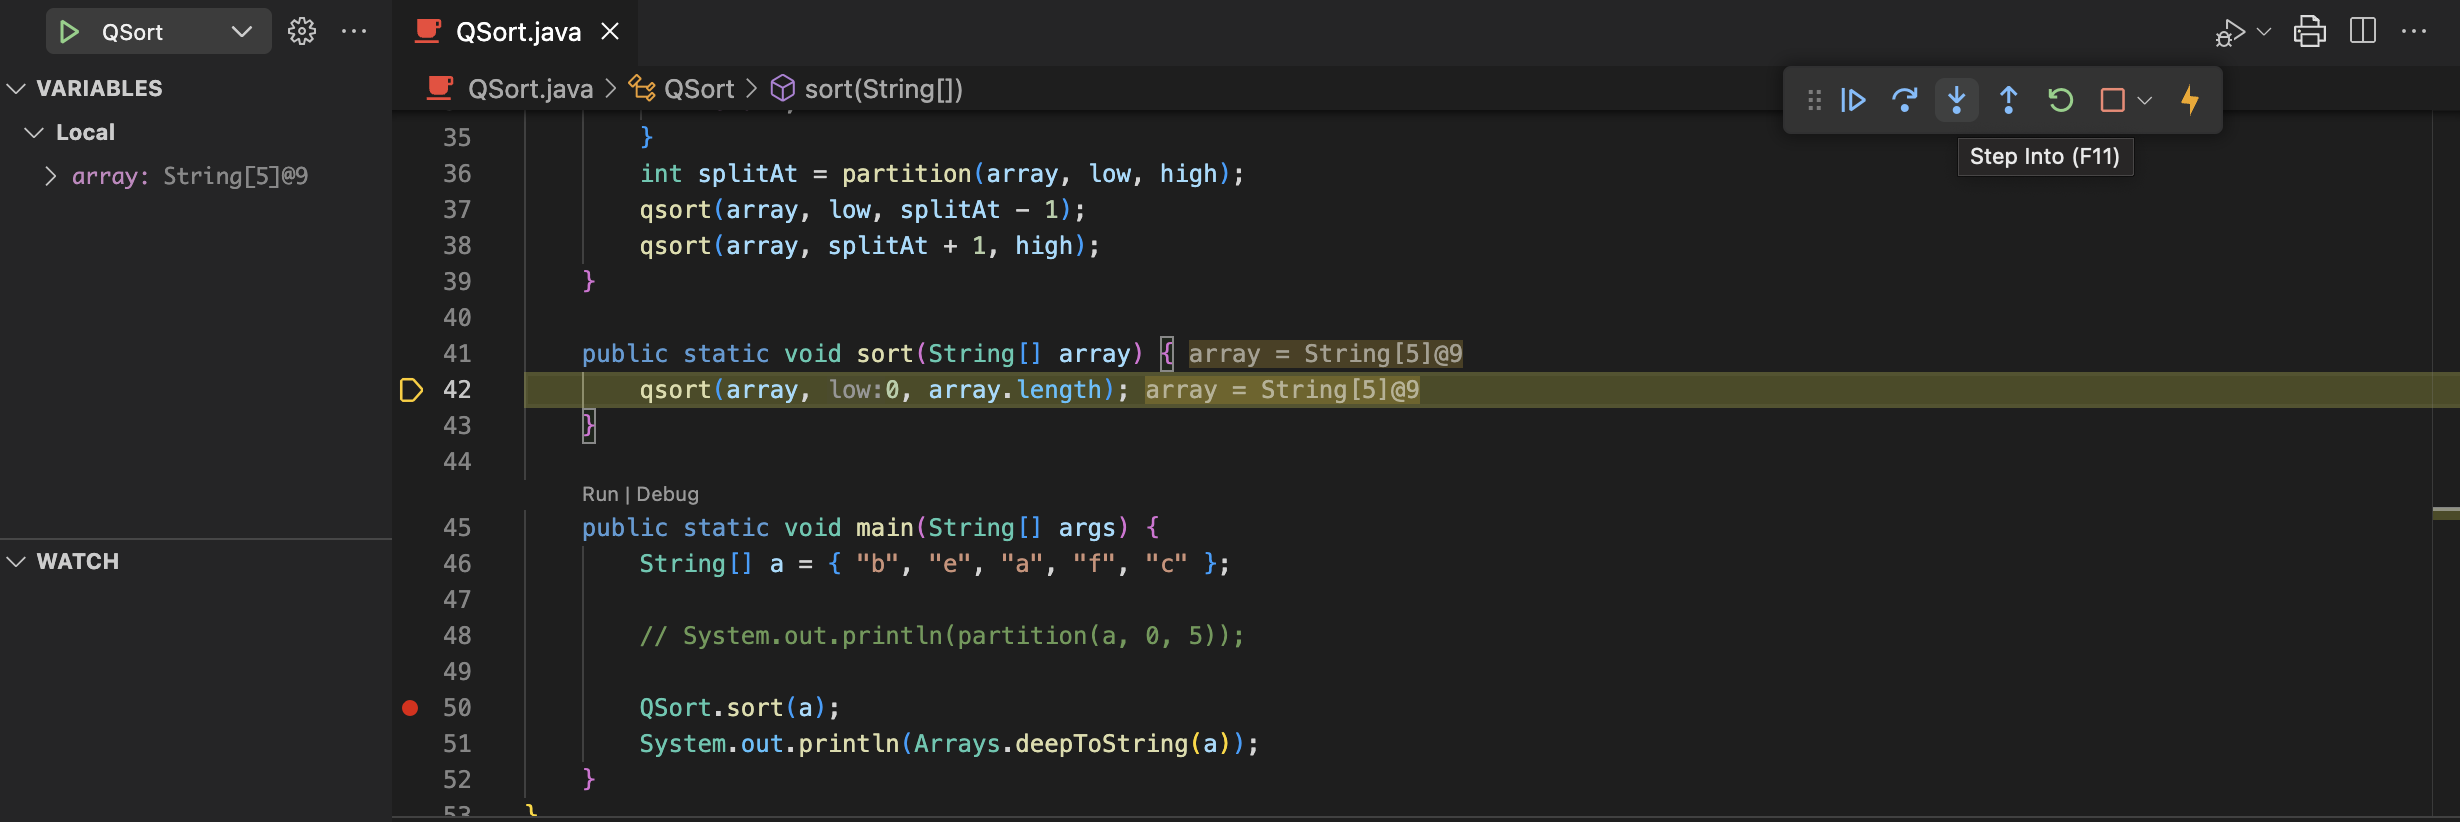 QSort
QSort.java
VARIABLES
QSort.java > QSort > sort(String[])
Local
array: String[5]@9
Step Into (F11)
35 }
36 int splitAt = partition(array, low, high);
37 qsort(array, low, splitAt - 1);
38 qsort(array, splitAt + 1, high);
39 }
40
41 public static void sort(String[] array) { array = String[5]@9
42 qsort(array, low:0, array.length); array = String[5]@9
43 }
44
Run | Debug
45 public static void main(String[] args) {
46 String[] a = { "b", "e", "a", "f", "c" };
47
48 // System.out.println(partition(a, 0, 5));
49
50 QSort.sort(a);
51 System.out.println(Arrays.deepToString(a));
52 }
53 }
WATCH